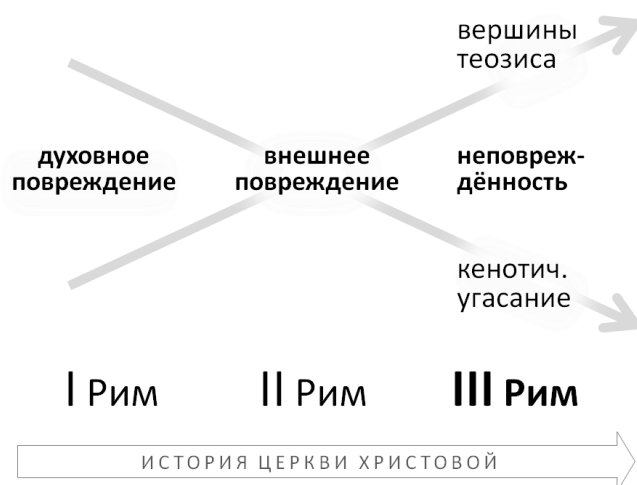 вершины
теозиса
духовное
повреждение
внешнее
повреждение
неповреж-
дённость
кенотич.
угасание
I Рим
II Рим
III Рим
ИСТОРИЯ ЦЕРКВИ ХРИСТОВОЙ